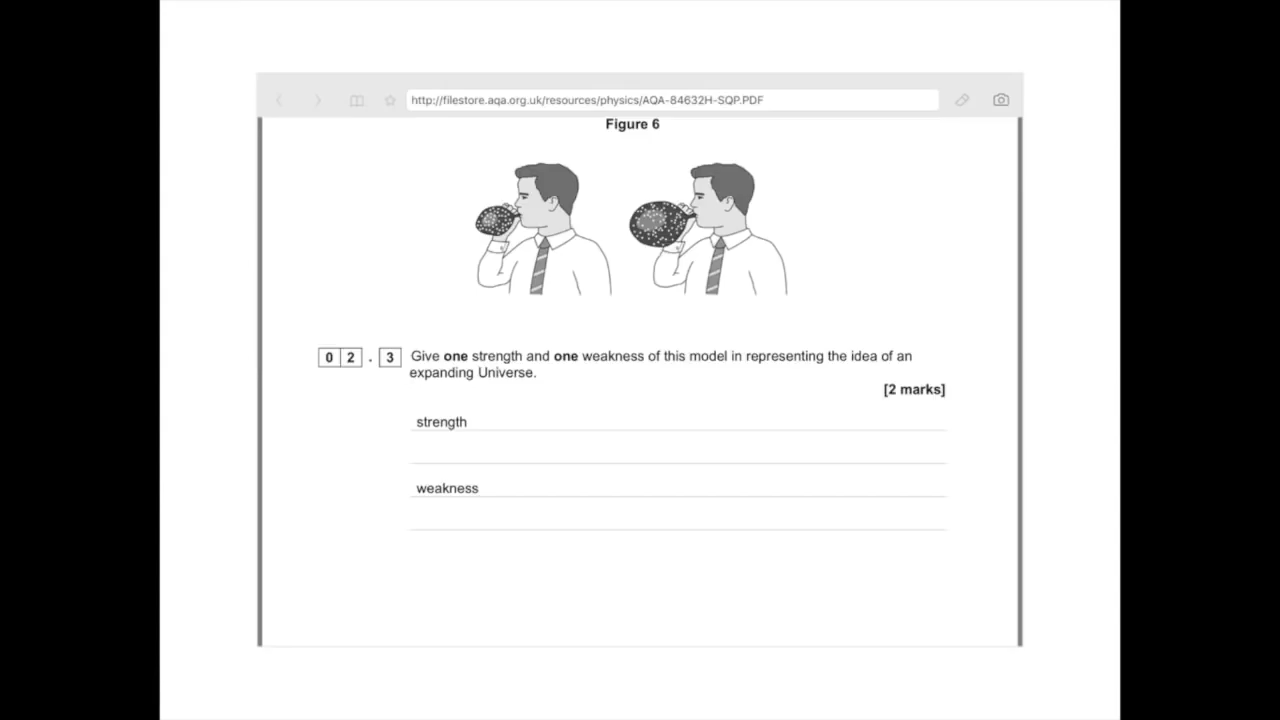 http://filestore.aqa.org.uk/resources/physics/AQA-84632H-SQP.PDF
Figure 6
0 2 . 3 Give one strength and one weakness of this model in representing the idea of an
expanding Universe.
[2 marks]
strength
weakness